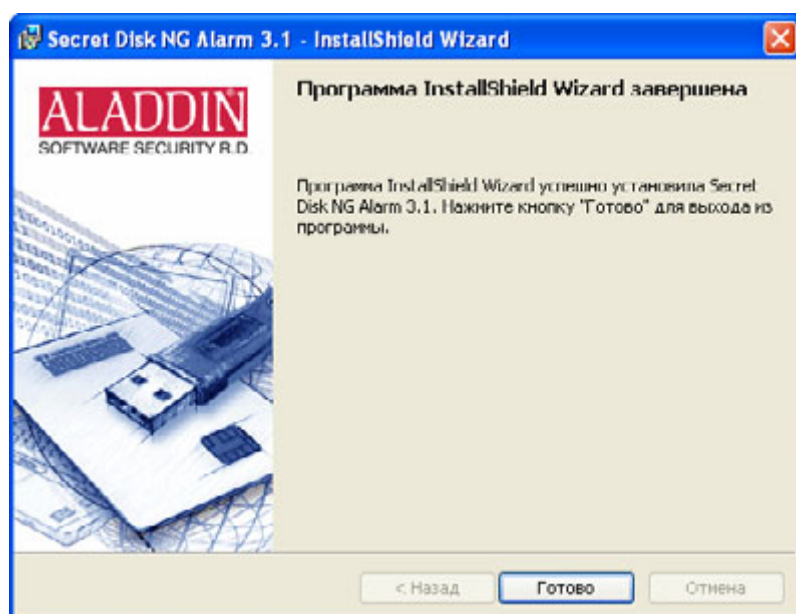 Secret Disk NG Alarm 3.1 - InstallShield Wizard
ALADDIN
SOFTWARE SECURITY R.D.
Программа InstallShield Wizard завершена
Программа InstallShield Wizard успешно установила Secret
Disk NG Alarm 3.1. Нажмите кнопку "Готово" для выхода из
программы.
< Назад
Готово
Отмена